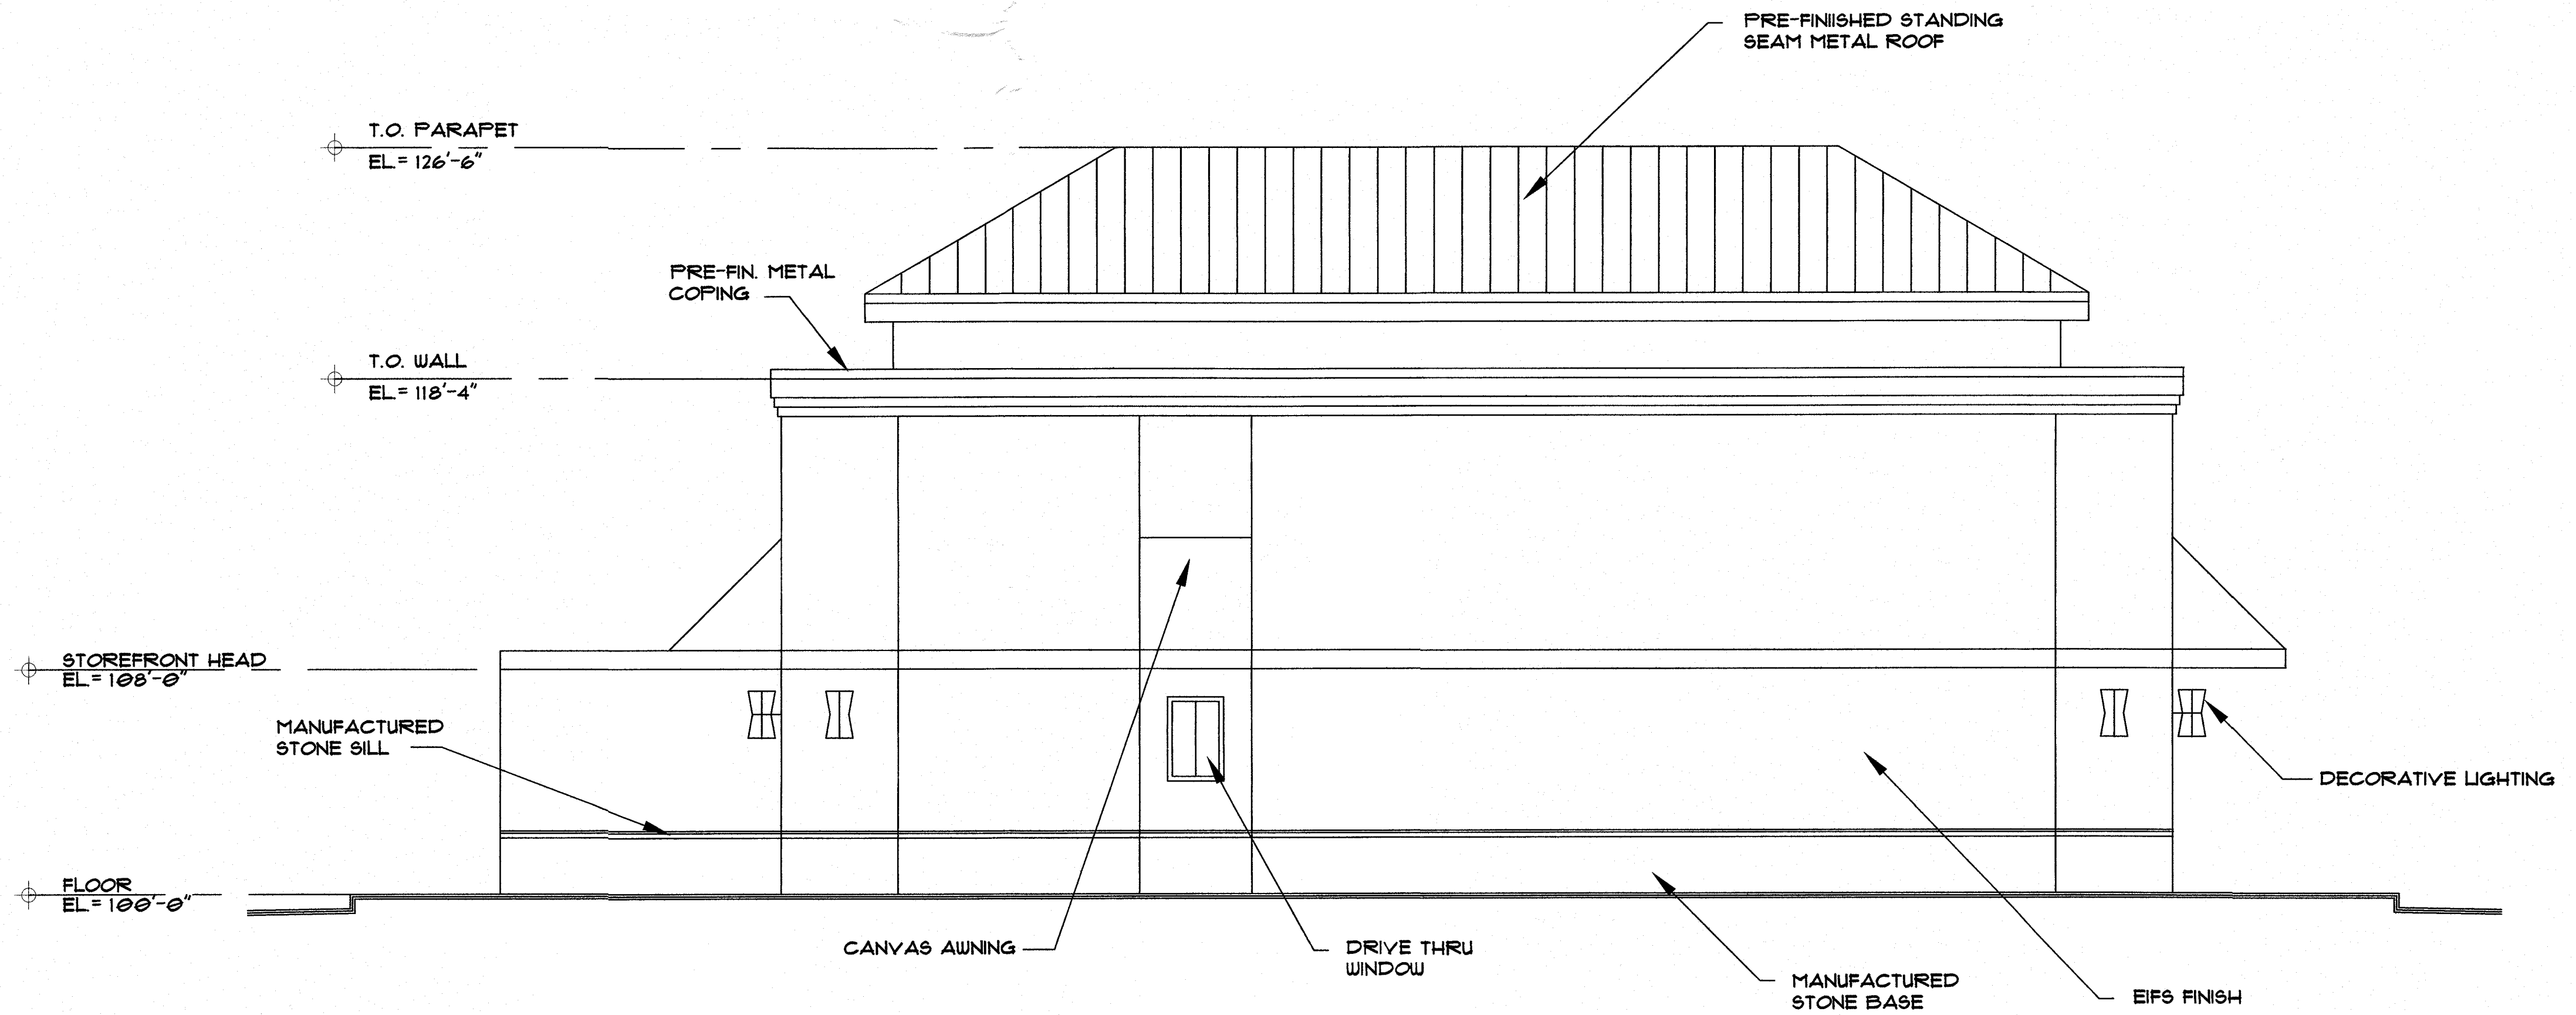 PRE-FINIISHED STANDING
SEAM METAL ROOF
T.O. PARAPET
EL.= 126'-6"
PRE-FIN. METAL
COPING
T.O. WALL
EL.= 118'-4"
STOREFRONT HEAD
EL.= 108'-0"
MANUFACTURED
STONE SILL
DECORATIVE LIGHTING
FLOOR
EL.= 100'-0"
CANVAS AWNING
DRIVE THRU
WINDOW
MANUFACTURED
STONE BASE
EIFS FINISH